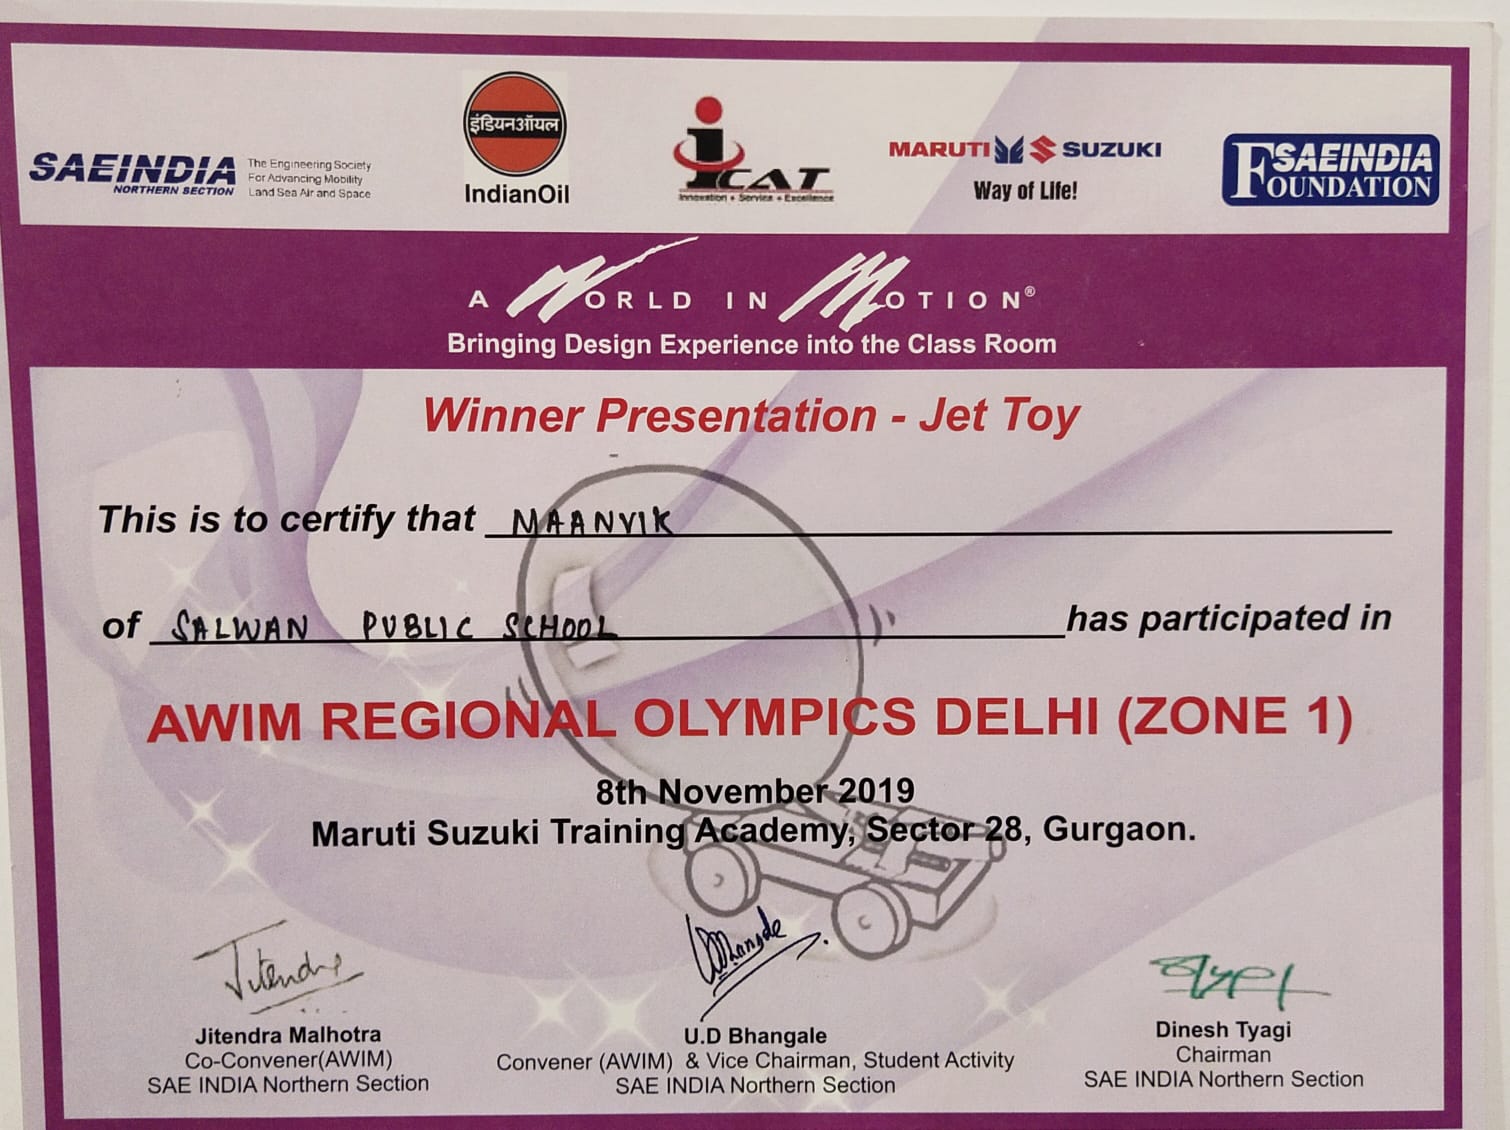 SAEINDIA
NORTHERN SECTION
The Engineering Society
For Advancing Mobility
Land Sea Air and Space
इंडियनऑयल
IndianOil
iCAT
Innovation + Service + Excellence
MARUTI SUZUKI
Way of Life!
SAEINDIA
FOUNDATION
A WORLD IN MOTION®
Bringing Design Experience into the Class Room
Winner Presentation - Jet Toy
This is to certify that MAANVIK
of SALWAN PUBLIC SCHOOL has participated in
AWIM REGIONAL OLYMPICS DELHI (ZONE 1)
8th November 2019
Maruti Suzuki Training Academy, Sector 28, Gurgaon.
Jitendra
Bhangale
Jitendra Malhotra
Co-Convener(AWIM)
SAE INDIA Northern Section
U.D Bhangale
Convener (AWIM) & Vice Chairman, Student Activity
SAE INDIA Northern Section
Dinesh Tyagi
Chairman
SAE INDIA Northern Section